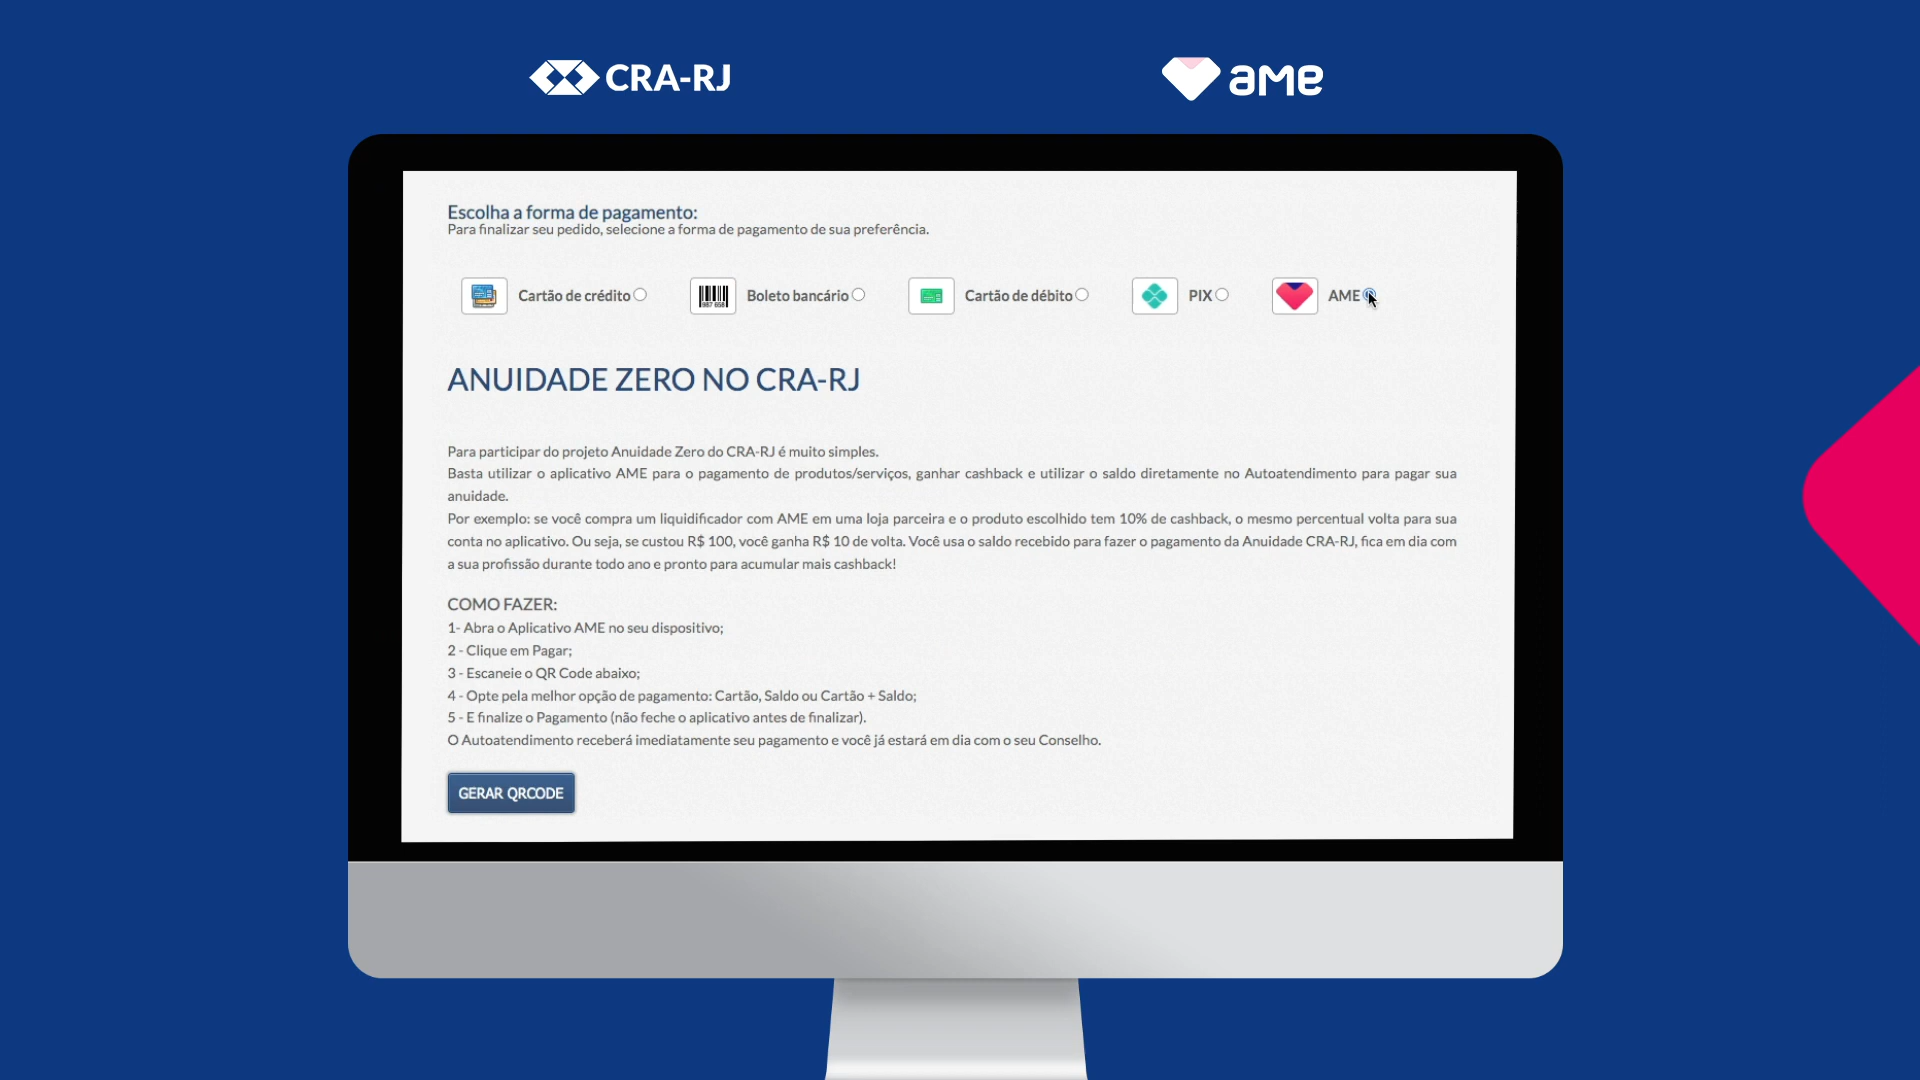 CRA-RJ
ame
Escolha a forma de pagamento:
Para finalizar seu pedido, selecione a forma de pagamento de sua preferência.
Cartão de crédito
Boleto bancário
Cartão de débito
PIX
AME
ANUIDADE ZERO NO CRA-RJ
Para participar do projeto Anuidade Zero do CRA-RJ é muito simples.
Basta utilizar o aplicativo AME para o pagamento de produtos/serviços, ganhar cashback e utilizar o saldo diretamente no Autoatendimento para pagar sua
anuidade.
Por exemplo: se você compra um liquidificador com AME em uma loja parceira e o produto escolhido tem 10% de cashback, o mesmo percentual volta para sua
conta no aplicativo. Ou seja, se custou R$ 100, você ganha R$ 10 de volta. Você usa o saldo recebido para fazer o pagamento da Anuidade CRA-RJ, fica em dia com
a sua profissão durante todo ano e pronto para acumular mais cashback!
COMO FAZER:
1- Abra o Aplicativo AME no seu dispositivo;
2 - Clique em Pagar;
3 - Escaneie o QR Code abaixo;
4 - Opte pela melhor opção de pagamento: Cartão, Saldo ou Cartão + Saldo;
5 - E finalize o Pagamento (não feche o aplicativo antes de finalizar).
O Autoatendimento receberá imediatamente seu pagamento e você já estará em dia com o seu Conselho.
GERAR QRCODE